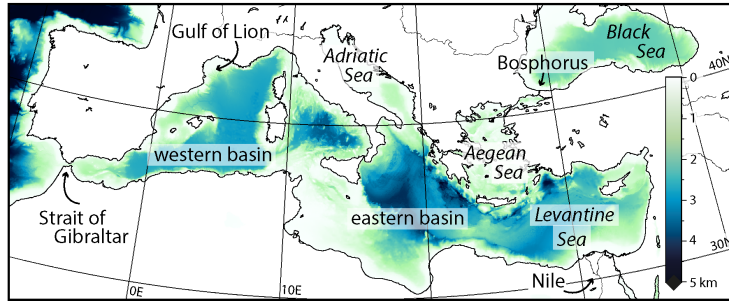 Gulf of Lion
Adriatic
Sea
Black
Sea
Bosphorus
40N
0
1
2
3
4
5 km
western basin
Aegean
Sea
Strait of
Gibraltar
eastern basin
Levantine
Sea
30N
Nile
0E
10E